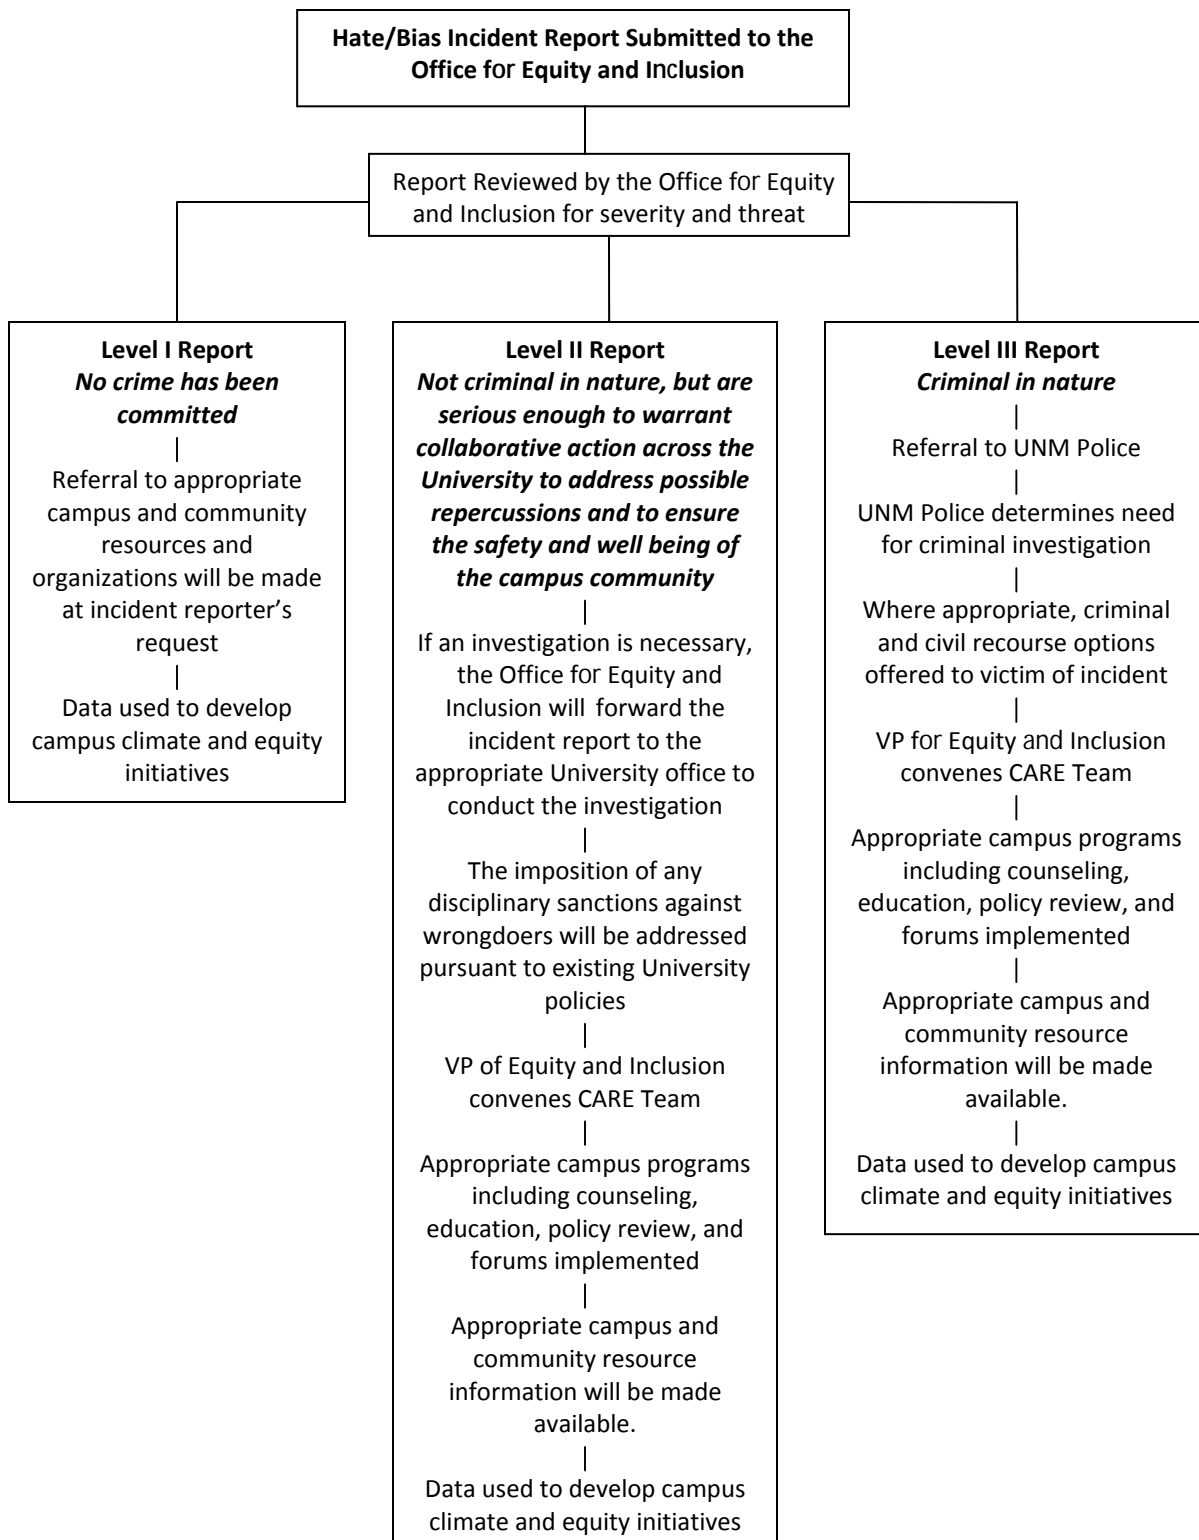 Hate/Bias Incident Report Submitted to the
Office for Equity and Inclusion
Report Reviewed by the Office for Equity
and Inclusion for severity and threat
Level I Report
No crime has been
committed
Referral to appropriate
campus and community
resources and
organizations will be made
at incident reporter’s
request
Data used to develop
campus climate and equity
initiatives
Level II Report
Not criminal in nature, but are
serious enough to warrant
collaborative action across the
University to address possible
repercussions and to ensure
the safety and well being of
the campus community
If an investigation is necessary,
the Office for Equity and
Inclusion will forward the
incident report to the
appropriate University office to
conduct the investigation
The imposition of any
disciplinary sanctions against
wrongdoers will be addressed
pursuant to existing University
policies
VP of Equity and Inclusion
convenes CARE Team
Appropriate campus programs
including counseling,
education, policy review, and
forums implemented
Appropriate campus and
community resource
information will be made
available.
Data used to develop campus
climate and equity initiatives
Level III Report
Criminal in nature
Referral to UNM Police
UNM Police determines need
for criminal investigation
Where appropriate, criminal
and civil recourse options
offered to victim of incident
VP for Equity and Inclusion
convenes CARE Team
Appropriate campus programs
including counseling,
education, policy review, and
forums implemented
Appropriate campus and
community resource
information will be made
available.
Data used to develop campus
climate and equity initiatives